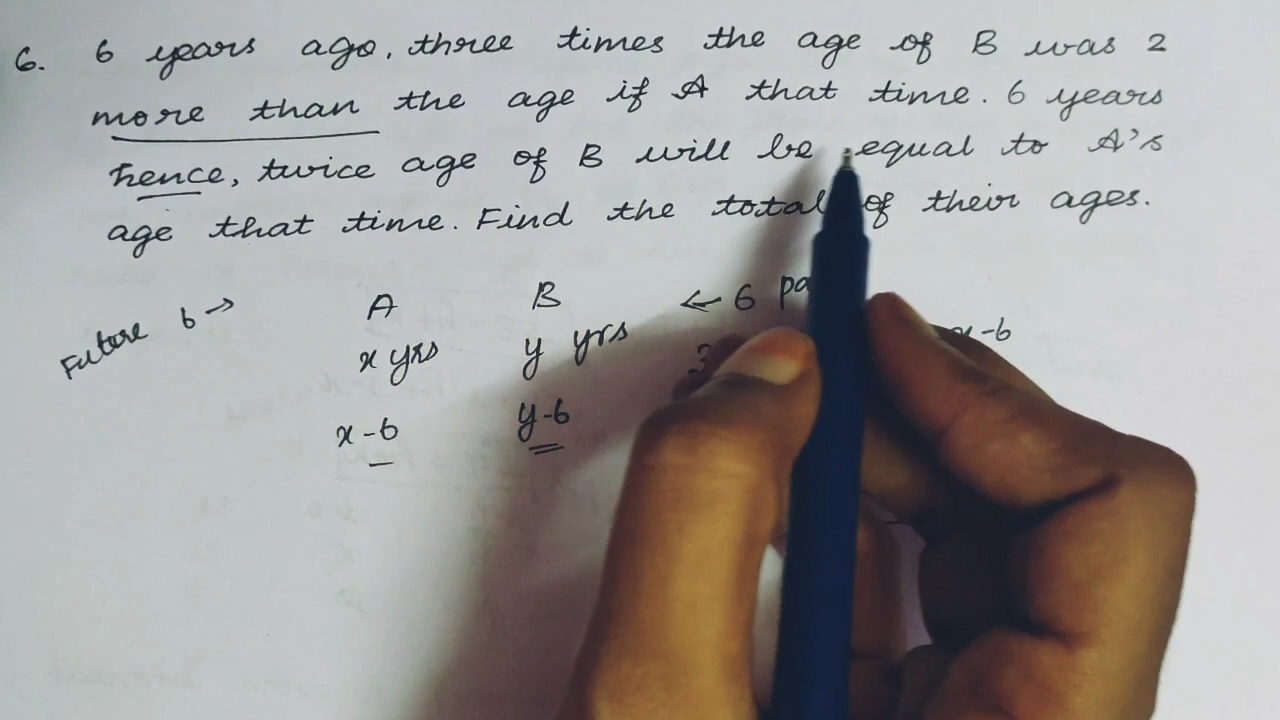 6. 6 years ago, three times the age of B was 2
more than the age if A that time. 6 years
hence, twice age of B will be equal to A's
age that time. Find the total of their ages.
Future 6 → A B ← 6
x yrs y yrs 3 -6
x-6 y-6